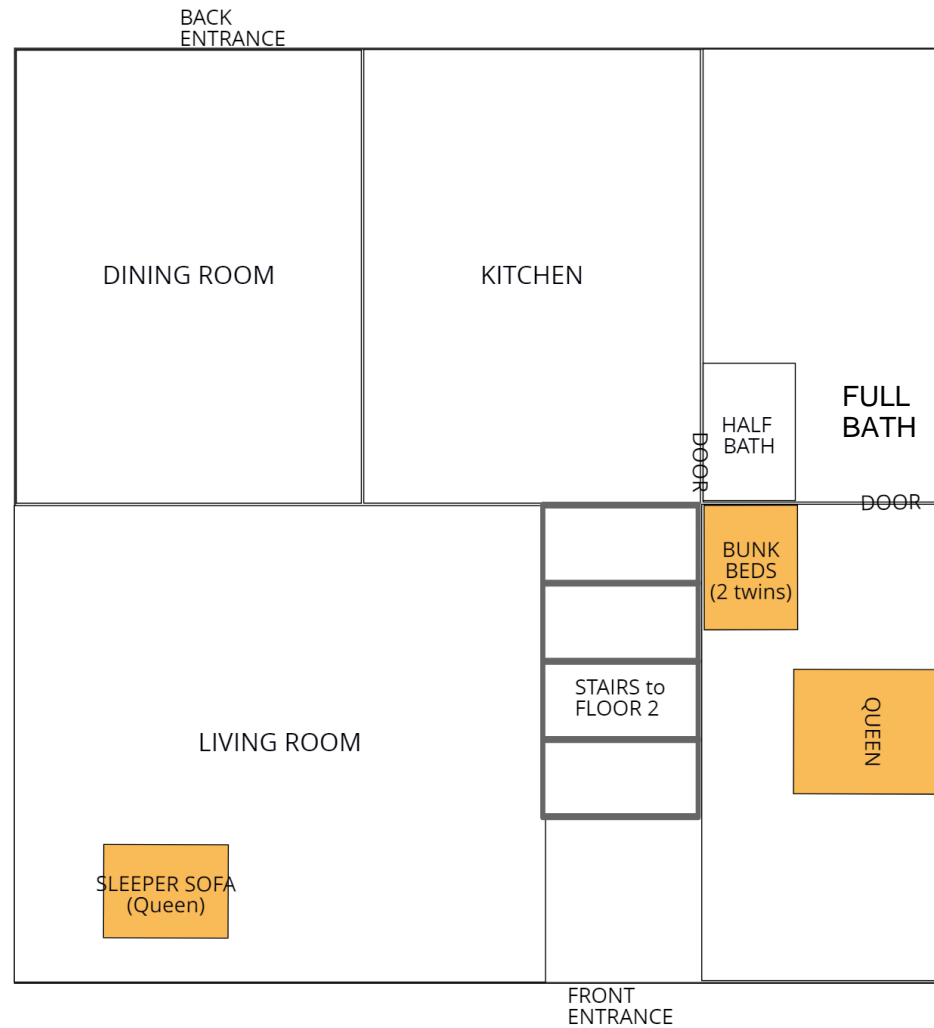 BACK
ENTRANCE
DINING ROOM
KITCHEN
FULL
BATH
HALF
BATH
DOOR
DOOR
BUNK
BEDS
(2 twins)
STAIRS to
FLOOR 2
QUEEN
LIVING ROOM
SLEEPER SOFA
(Queen)
FRONT
ENTRANCE